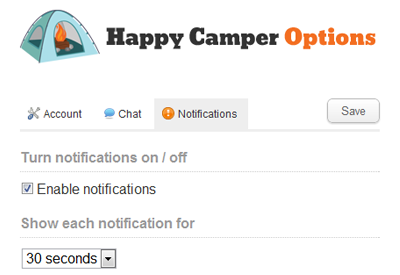 Happy Camper Options
Account Chat Notifications Save
Turn notifications on / off
Enable notifications
Show each notification for
30 seconds